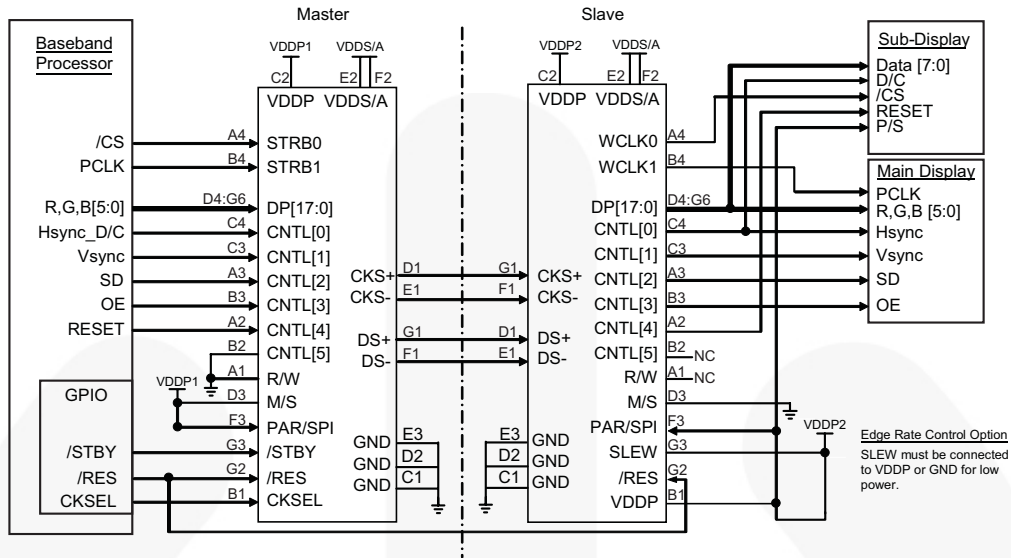 Master
Slave
Baseband
Processor
VDDP1
VDDS/A
C2
E2
F2
VDDP
VDDS/A
VDDP2
VDDS/A
C2
E2
F2
VDDP
VDDS/A
Sub-Display
Data [7:0]
D/C
/CS
RESET
P/S
Main Display
PCLK
R,G,B [5:0]
Hsync
Vsync
SD
OE
/CS
A4
STRB0
PCLK
B4
STRB1
R,G,B[5:0]
D4:G6
DP[17:0]
Hsync_D/C
C4
CNTL[0]
Vsync
C3
CNTL[1]
SD
A3
CNTL[2]
OE
B3
CNTL[3]
RESET
A2
CNTL[4]
B2
CNTL[5]
A1
R/W
VDDP1
D3
M/S
F3
PAR/SPI
GPIO
/STBY
G3
/STBY
/RES
G2
/RES
CKSEL
B1
CKSEL
CKS+
D1
G1
CKS+
CKS-
E1
F1
CKS-
DS+
G1
D1
DS+
DS-
F1
E1
DS-
GND
E3
GND
D2
GND
C1
E3
GND
D2
GND
C1
GND
WCLK0
A4
WCLK1
B4
DP[17:0]
D4:G6
CNTL[0]
C4
CNTL[1]
C3
CNTL[2]
A3
CNTL[3]
B3
CNTL[4]
A2
CNTL[5]
B2
NC
R/W
A1
NC
M/S
D3
PAR/SPI
F3
SLEW
G3
/RES
G2
VDDP
B1
VDDP2
Edge Rate Control Option
SLEW must be connected
to VDDP or GND for low
power.